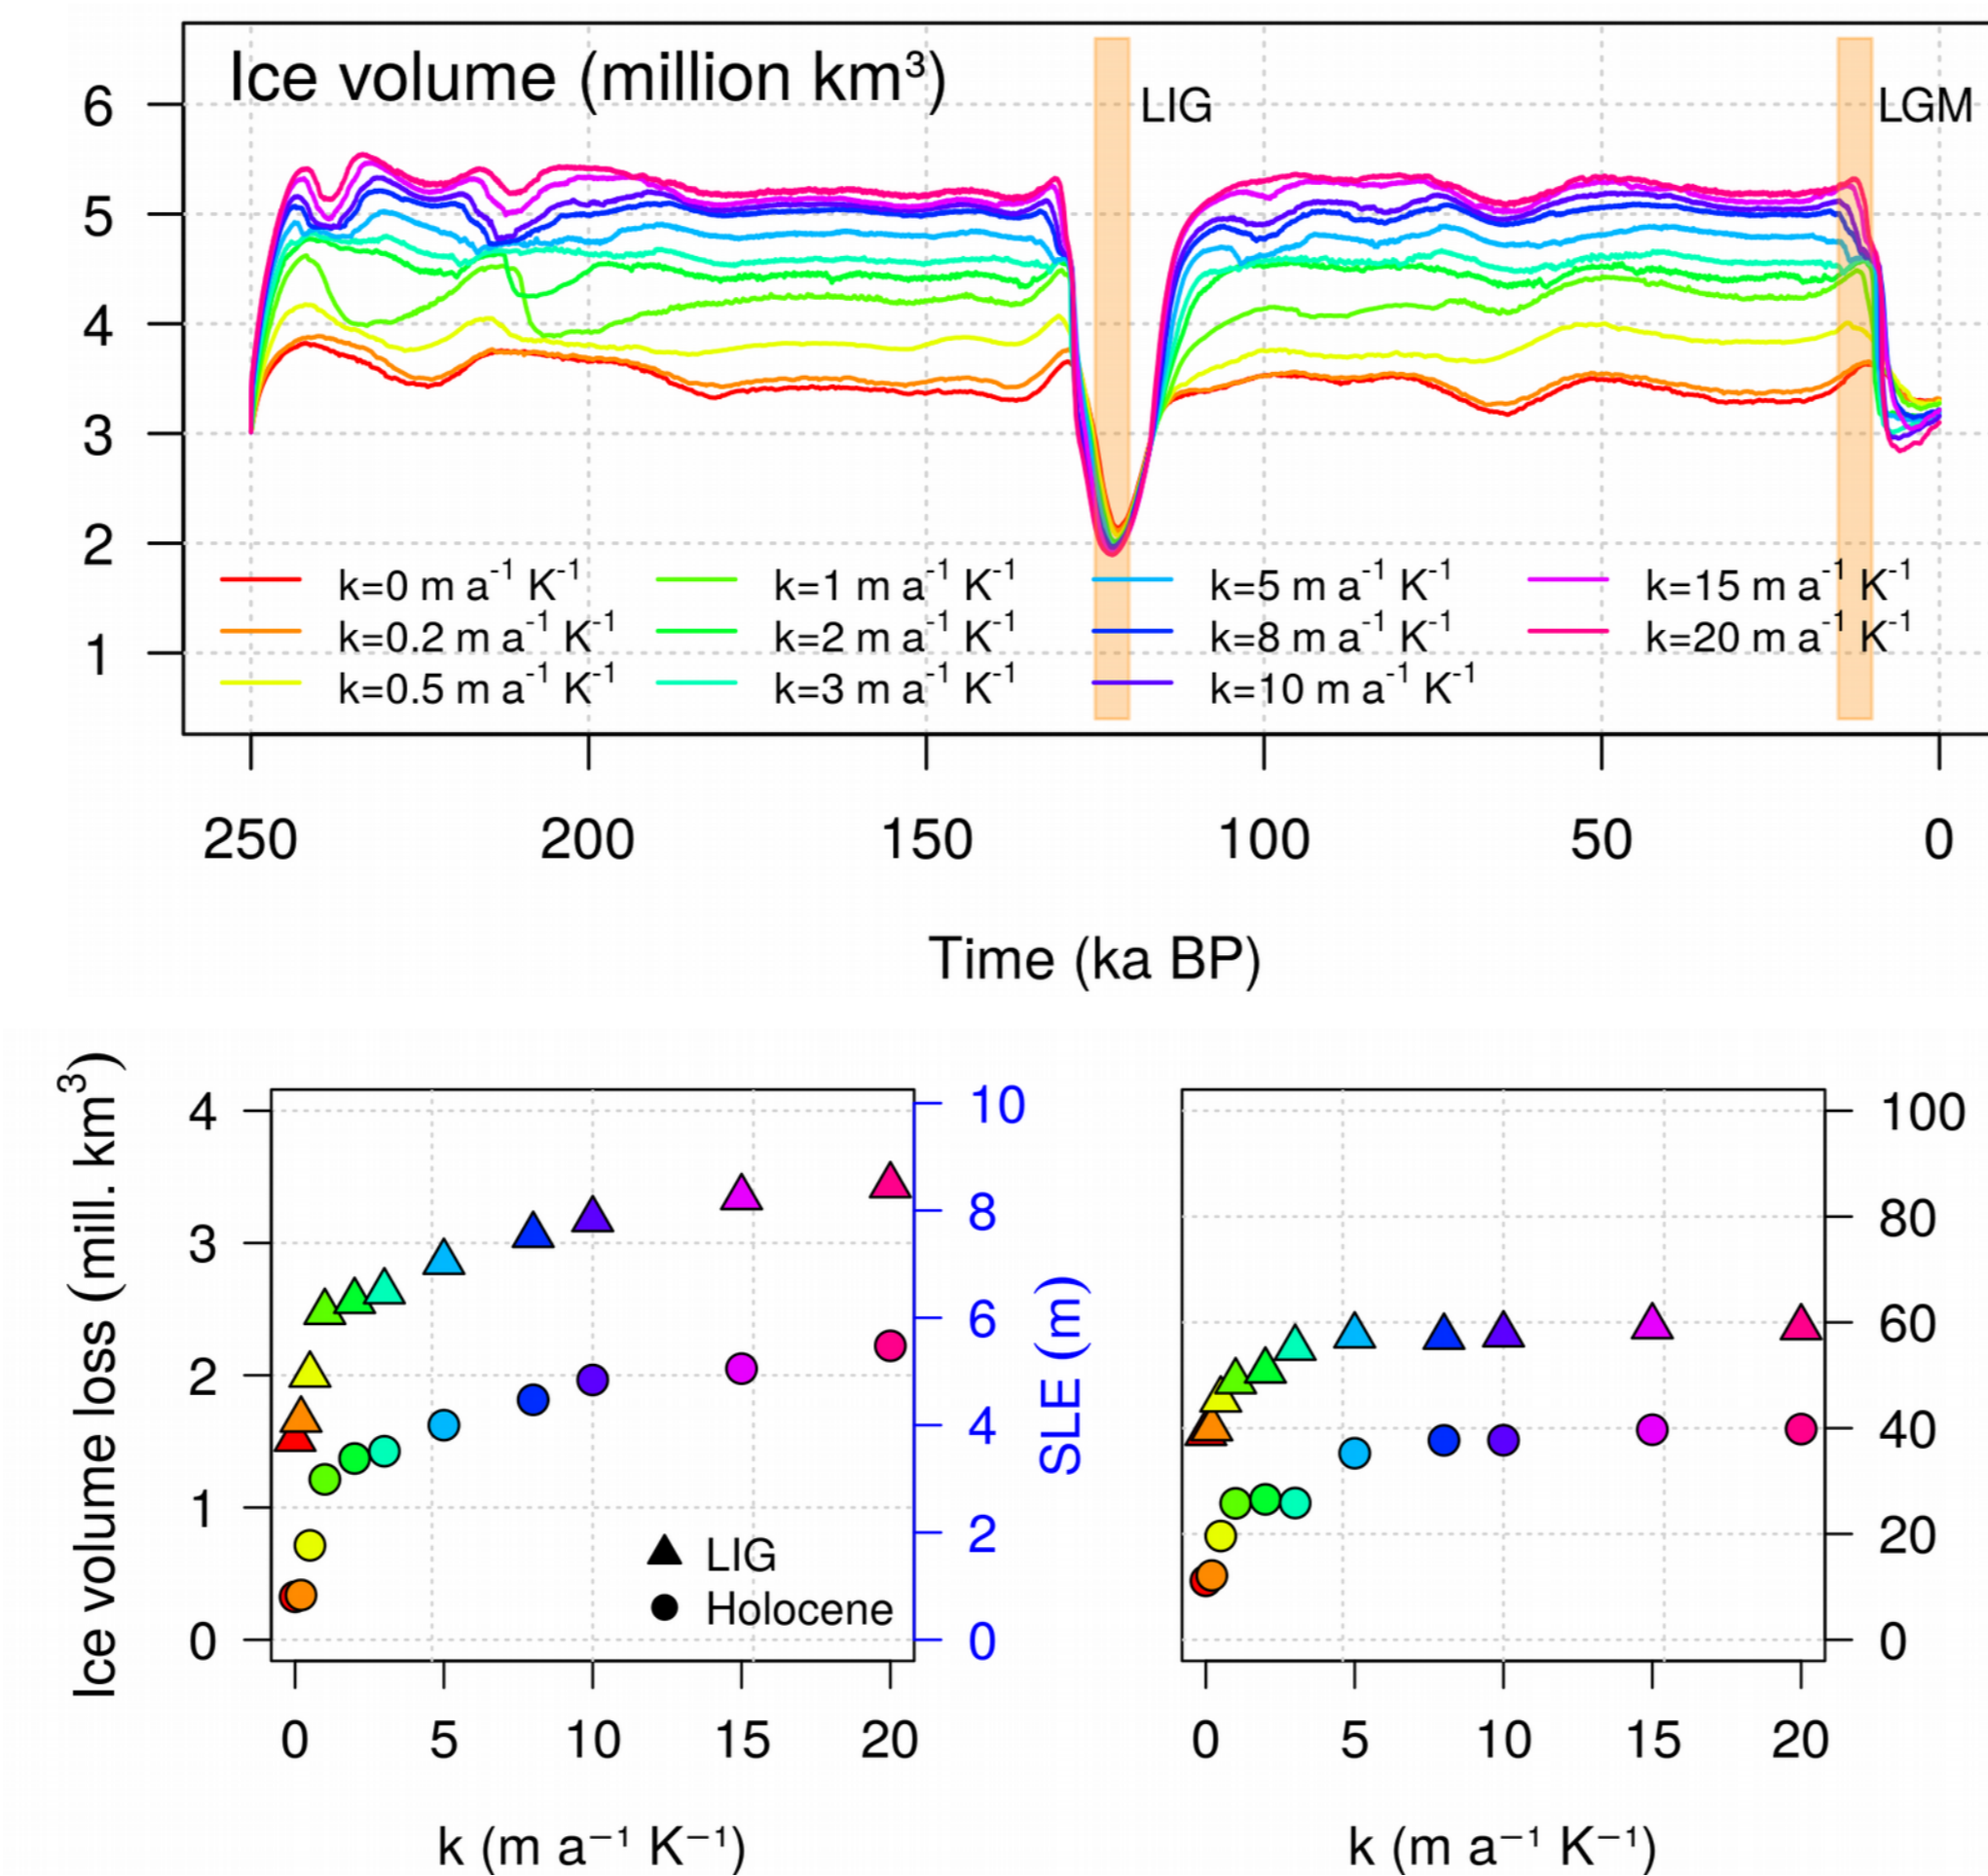 Ice volume (million km³)
LIG
LGM
6
5
4
3
2
1
k=0 m a⁻¹ K⁻¹
k=1 m a⁻¹ K⁻¹
k=5 m a⁻¹ K⁻¹
k=15 m a⁻¹ K⁻¹
k=0.2 m a⁻¹ K⁻¹
k=2 m a⁻¹ K⁻¹
k=8 m a⁻¹ K⁻¹
k=20 m a⁻¹ K⁻¹
k=0.5 m a⁻¹ K⁻¹
k=3 m a⁻¹ K⁻¹
k=10 m a⁻¹ K⁻¹
250 200 150 100 50 0
Time (ka BP)
Ice volume loss (mill. km³)
4
3
2
1
0
LIG
Holocene
10
8
6
4
2
0
SLE (m)
0 5 10 15 20
k (m a⁻¹ K⁻¹)
100
80
60
40
20
0
0 5 10 15 20
k (m a⁻¹ K⁻¹)